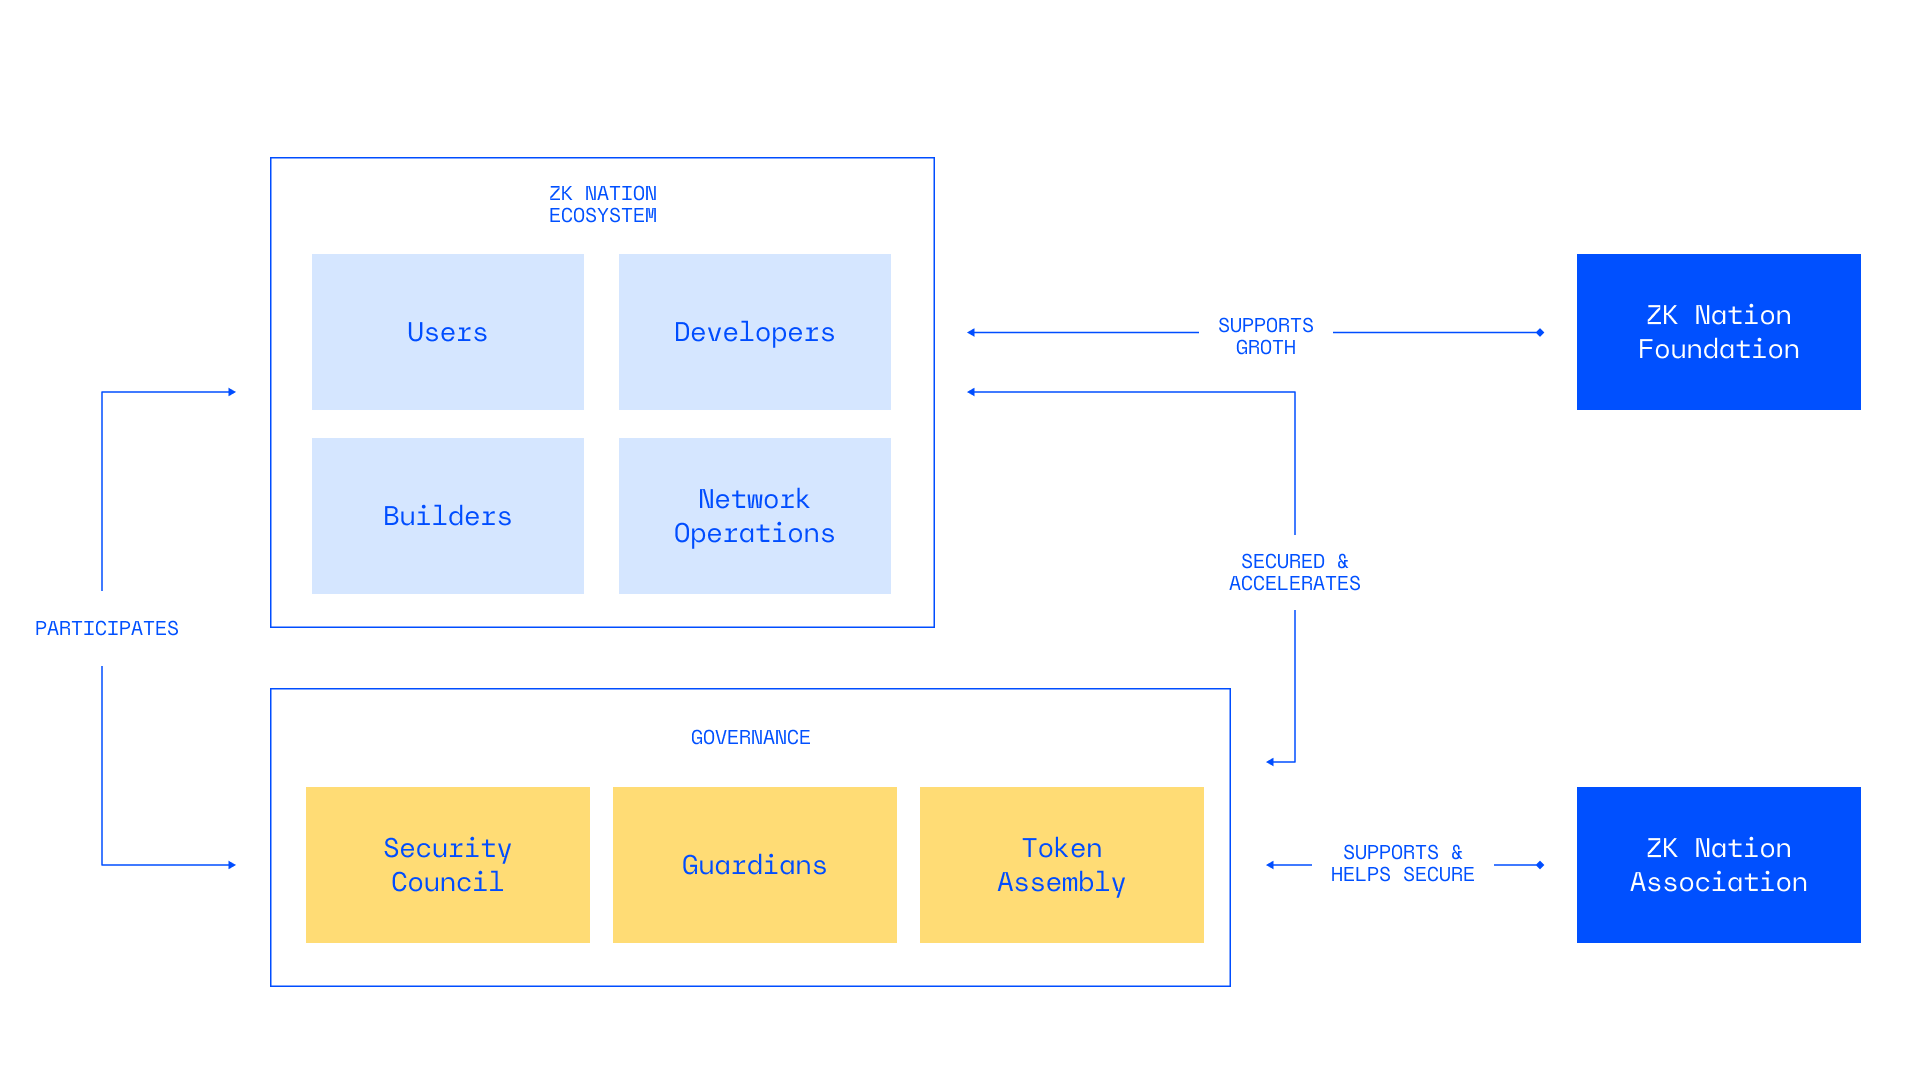 ZK NATION
ECOSYSTEM
Users
Developers
Builders
Network
Operations
SUPPORTS
GROTH
ZK Nation
Foundation
SECURED &
ACCELERATES
PARTICIPATES
GOVERNANCE
Security
Council
Guardians
Token
Assembly
SUPPORTS &
HELPS SECURE
ZK Nation
Association